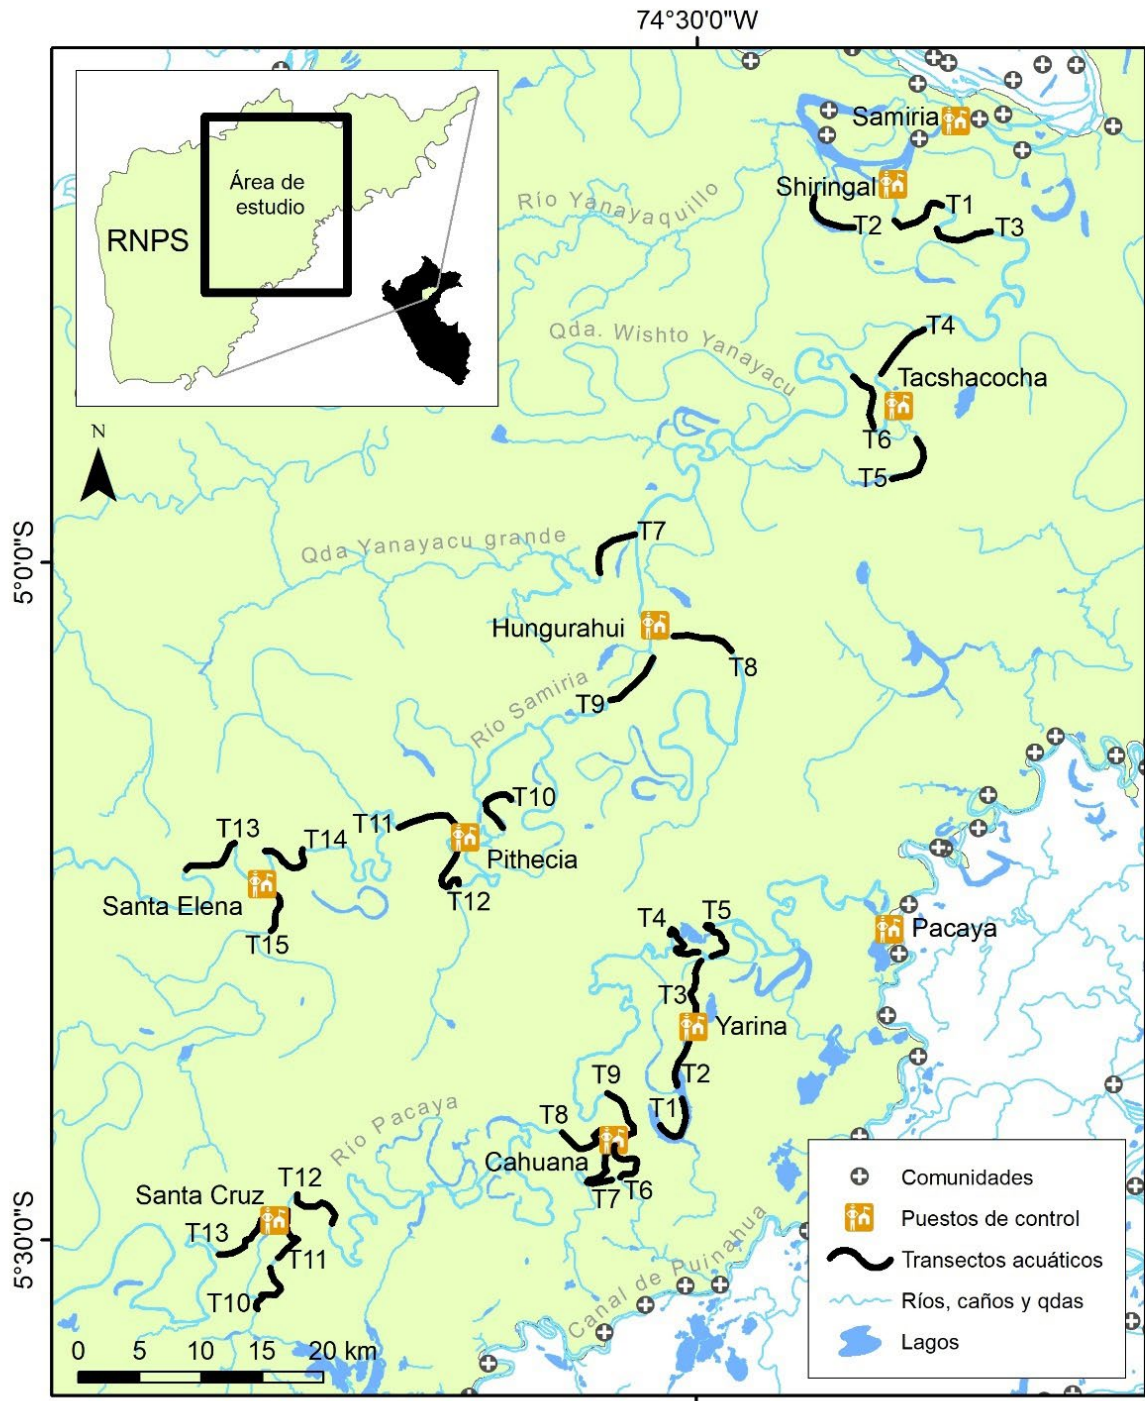 74°30'0"W
Samiria
Área de
estudio
Shiringal
Río Yanayaquillo
T1
RNPS
T2
T3
Qda. Wishto Yanayacu
T4
Tacshacocha
N
T6
T5
T7
Qda Yanayacu grande
5°0'0"S
Hungurahui
T8
Río Samiria
T9
T10
T11
T13
T14
Pithecia
T12
Santa Elena
T15
T4
T5
Pacaya
T3
Yarina
T9
T2
Río Pacaya
T8
T1
Cahuana
T6
T7
T12
Santa Cruz
T13
T11
T10
5°30'0"S
Canal de Puinahua
Comunidades
Puestos de control
Transectos acuáticos
Ríos, caños y qdas
Lagos
0 5 10 15 20 km